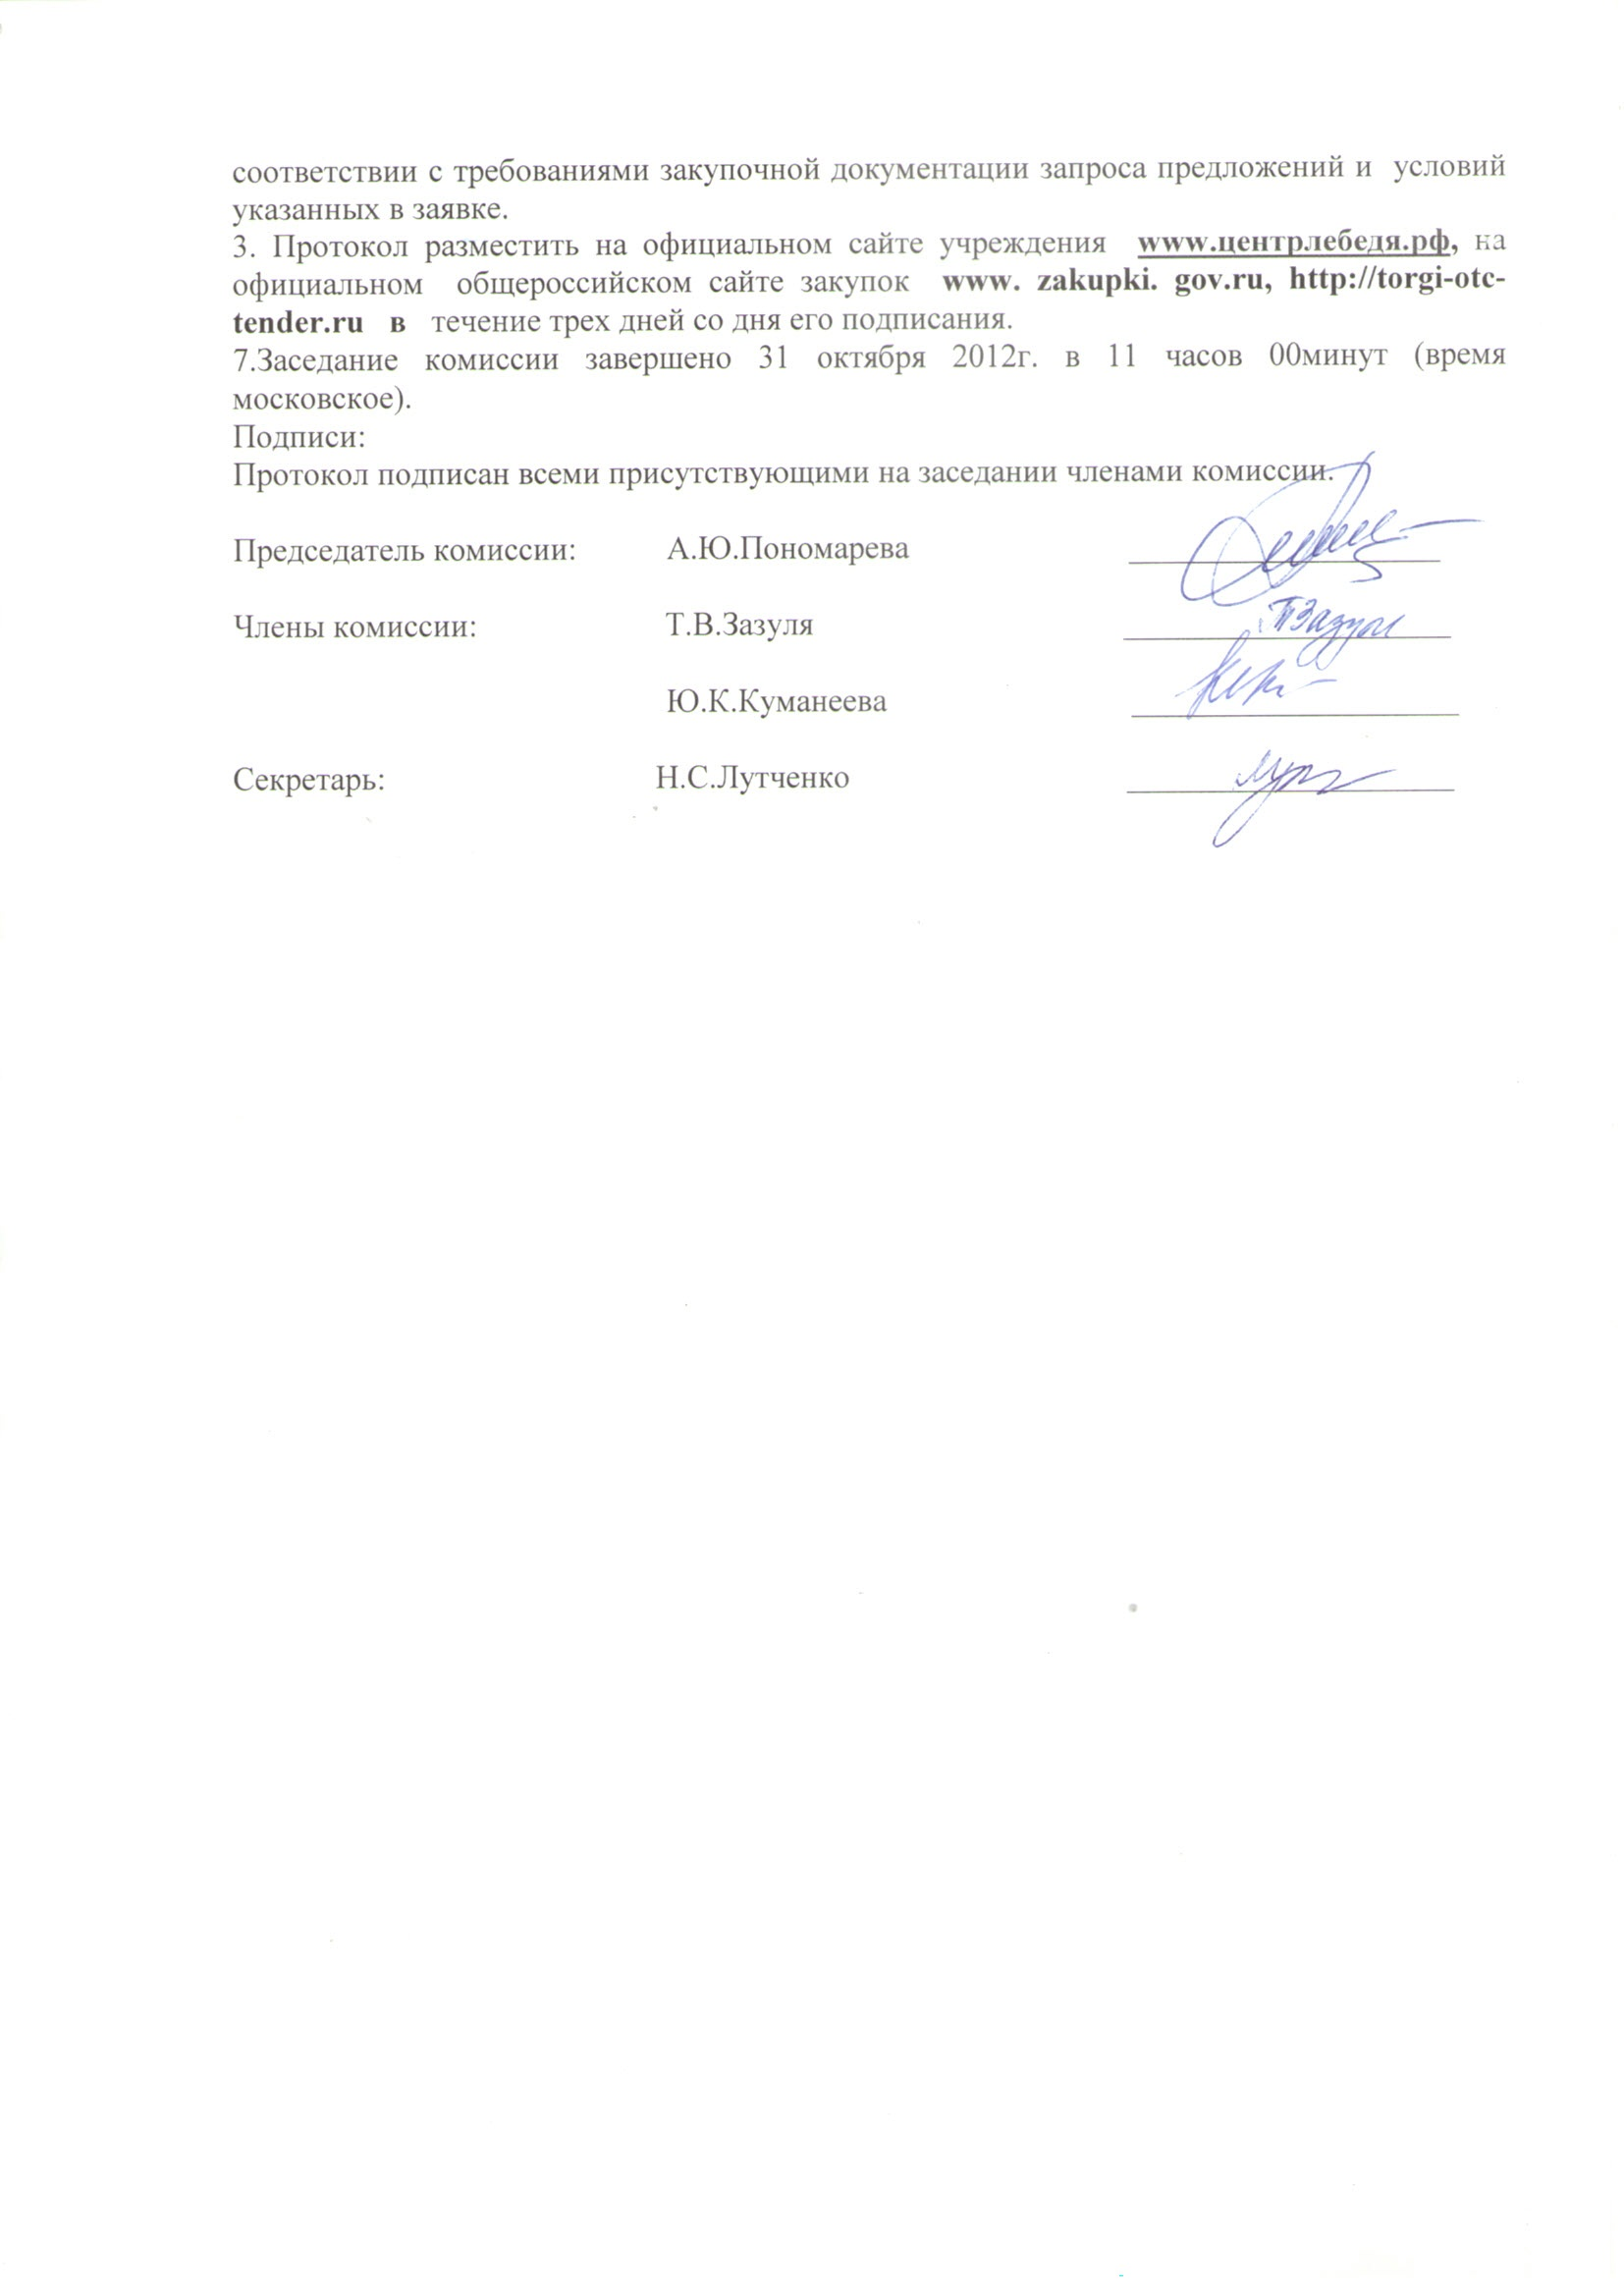 соответствии с требованиями закупочной документации запроса предложений и условий
указанных в заявке.
3. Протокол разместить на официальном сайте учреждения www.центрлебедя.рф, на
официальном общероссийском сайте закупок www. zakupki. gov.ru, http://torgi-otc-
tender.ru в течение трех дней со дня его подписания.
7.Заседание комиссии завершено 31 октября 2012г. в 11 часов 00минут (время
московское).
Подписи:
Протокол подписан всеми присутствующими на заседании членами комиссии.
Председатель комиссии: А.Ю.Пономарева
Члены комиссии: Т.В.Зазуля ТЗазуля
Ю.К.Куманеева
Секретарь: Н.С.Лутченко